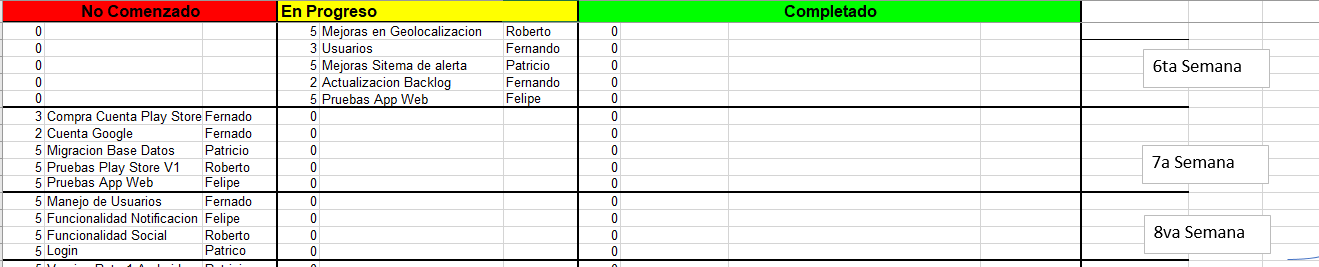 No Comenzado En Progreso Completado
0 5 Mejoras en Geolocalizacion Roberto 0
0 3 Usuarios Fernando 0
0 5 Mejoras Sitema de alerta Patricio 0
6ta Semana
0 2 Actualizacion Backlog Fernando 0
0 5 Pruebas App Web Felipe 0
3 Compra Cuenta Play Store Fernado 0 0
2 Cuenta Google Fernado 0 0
5 Migracion Base Datos Patricio 0 0
7a Semana
5 Pruebas Play Store V1 Roberto 0 0
5 Pruebas App Web Felipe 0 0
5 Manejo de Usuarios Fernado 0 0
5 Funcionalidad Notificacion Felipe 0 0
5 Funcionalidad Social Roberto 0 0
8va Semana
5 Login Patrico 0 0
5 0 0